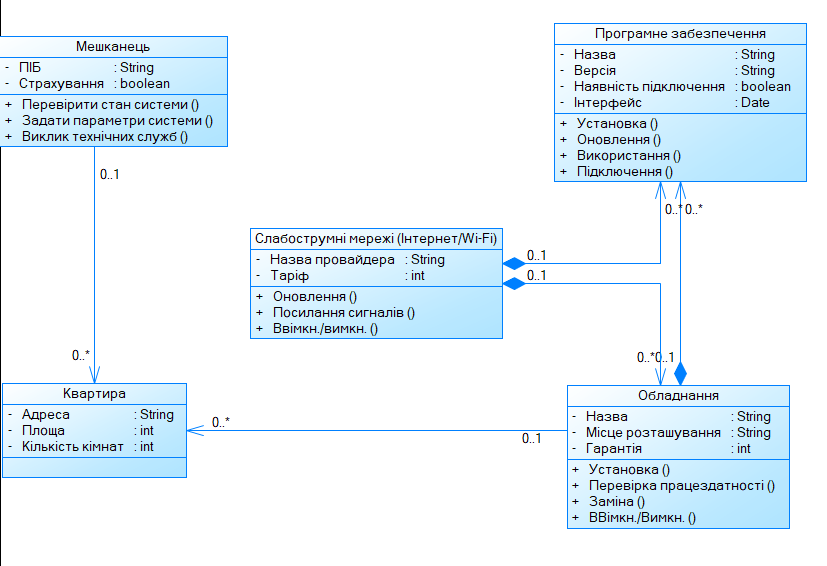 Мешканець
- ПІБ : String
- Страхування : boolean
+ Перевірити стан системи ()
+ Задати параметри системи ()
+ Виклик технічних служб ()
0..1
0..*
Програмне забезпечення
- Назва : String
- Версія : String
- Наявність підключення : boolean
- Інтерфейс : Date
+ Установка ()
+ Оновлення ()
+ Використання ()
+ Підключення ()
0..* 0..*
Слабострумні мережі (Інтернет/Wi-Fi)
- Назва провайдера : String
- Таріф : int
+ Оновлення ()
+ Посилання сигналів ()
+ Ввімкн./вимкн. ()
0..1
0..1
0..* 0..1
Квартира
- Адреса : String
- Площа : int
- Кількість кімнат : int
0..*
0..1
Обладнання
- Назва : String
- Місце розташування : String
- Гарантія : int
+ Установка ()
+ Перевірка працездатності ()
+ Заміна ()
+ ВВімкн./Вимкн. ()